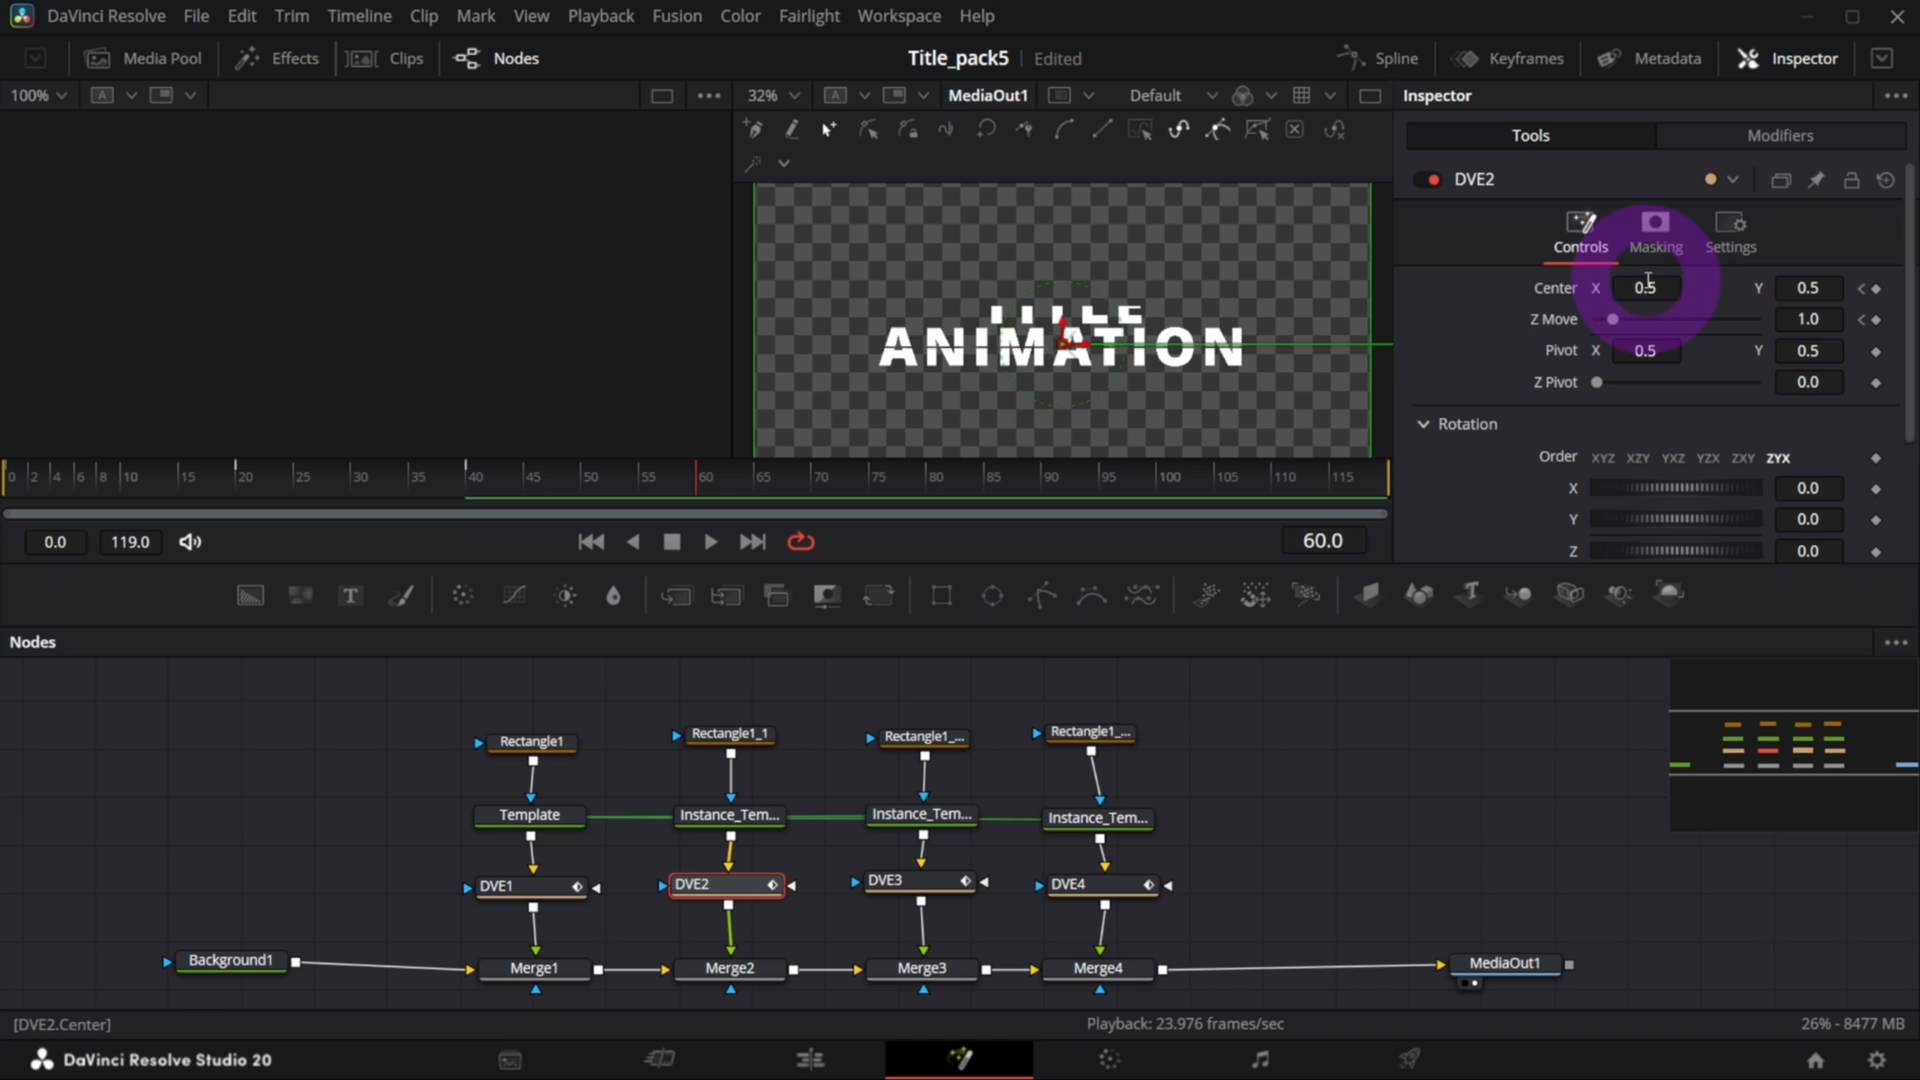 DaVinci Resolve File Edit Trim Timeline Clip Mark View Playback Fusion Color Fairlight Workspace Help
Media Pool Effects Clips Nodes Title_pack5 Edited Spline Keyframes Metadata Inspector
100% A 32% A MediaOut1 Default Inspector
Tools Modifiers
DVE2
Controls Masking Settings
Center X 0.5 Y 0.5
Z Move 1.0
Pivot X 0.5 Y 0.5
Z Pivot 0.0
Rotation
Order XYZ XZY YXZ YZX ZXY ZYX
X 0.0
Y 0.0
Z 0.0
TITLE
ANIMATION
0 2 4 6 8 10 15 20 25 30 35 40 45 50 55 60 65 70 75 80 85 90 95 100 105 110 115
0.0 119.0 60.0
Nodes
Rectangle1 Rectangle1_1 Rectangle1_... Rectangle1_...
Template Instance_Tem... Instance_Tem... Instance_Tem...
DVE1 DVE2 DVE3 DVE4
Background1 Merge1 Merge2 Merge3 Merge4 MediaOut1
[DVE2.Center] Playback: 23.976 frames/sec 26% - 8477 MB
DaVinci Resolve Studio 20